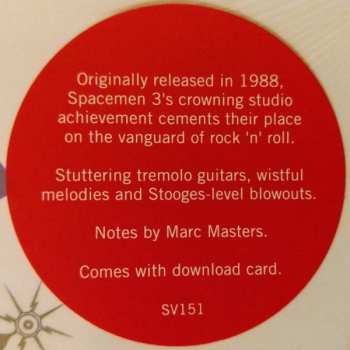 Originally released in 1988,
Spacemen 3's crowning studio
achievement cements their place
on the vanguard of rock 'n' roll.
Stuttering tremolo guitars, wistful
melodies and Stooges-level blowouts.
Notes by Marc Masters.
Comes with download card.
SV151